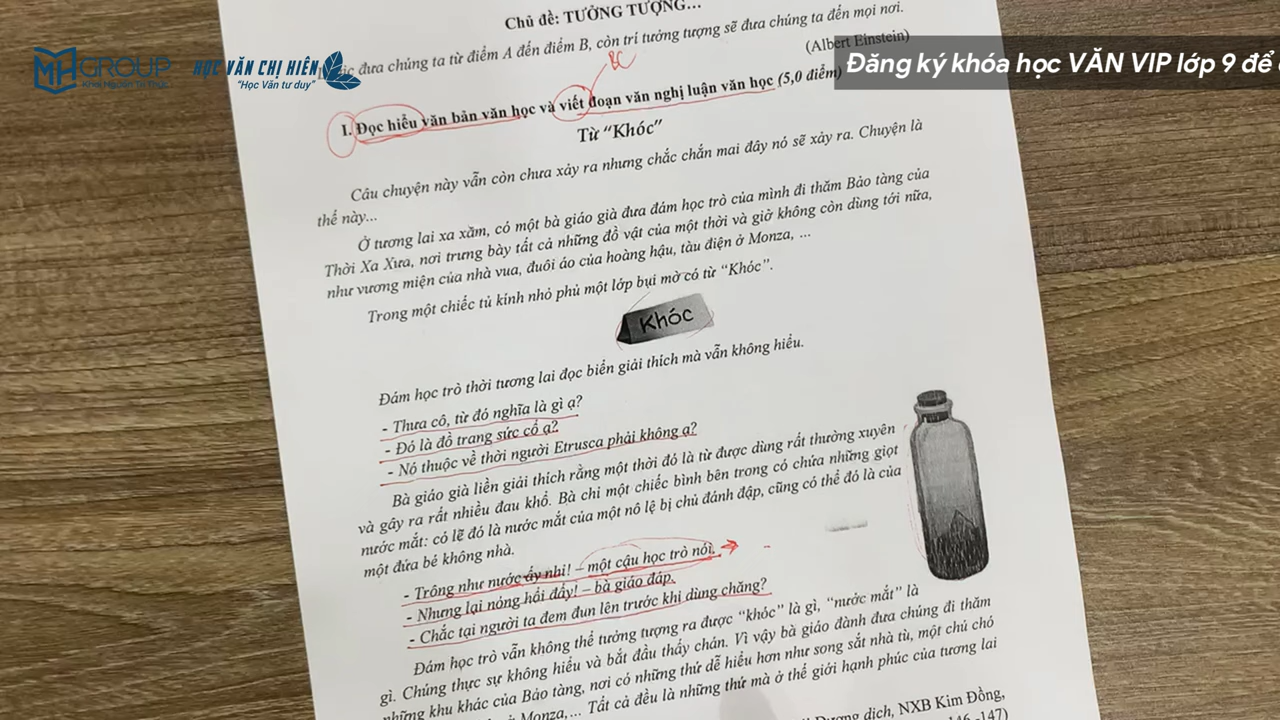 Chủ đề: TƯỞNG TƯỢNG…
đưa chúng ta từ điểm A đến điểm B, còn trí tưởng tượng sẽ đưa chúng ta đến mọi nơi.
(Albert Einstein)
MH GROUP
Khơi Nguồn Tri Thức
HỌC VĂN CHỊ HIÊN
"Học Văn tư duy"
Đăng ký khóa học VĂN VIP lớp 9 để
BC
I. Đọc hiểu văn bản văn học và viết đoạn văn nghị luận văn học (5,0 điểm)
Từ "Khóc"
Câu chuyện này vẫn còn chưa xảy ra nhưng chắc chắn mai đây nó sẽ xảy ra. Chuyện là
thế này…
Ở tương lai xa xăm, có một bà giáo già đưa đám học trò của mình đi thăm Bảo tàng của
Thời Xa Xưa, nơi trưng bày tất cả những đồ vật của một thời và giờ không còn dùng tới nữa,
như vương miện của nhà vua, đuôi áo của hoàng hậu, tàu điện ở Monza, …
Trong một chiếc tủ kính nhỏ phủ một lớp bụi mờ có từ "Khóc".
Khóc
Đám học trò thời tương lai đọc biển giải thích mà vẫn không hiểu.
- Thưa cô, từ đó nghĩa là gì ạ?
- Đó là đồ trang sức cổ ạ?
- Nó thuộc về thời người Etrusca phải không ạ?
Bà giáo già liền giải thích rằng một thời đó là từ được dùng rất thường xuyên
và gây ra rất nhiều đau khổ. Bà chỉ một chiếc bình bên trong có chứa những giọt
nước mắt: có lẽ đó là nước mắt của một nô lệ bị chủ đánh đập, cũng có thể đó là của
một đứa bé không nhà.
- Trông như nước ấy nhỉ! – một cậu học trò nói.
- Nhưng lại nóng hổi đấy! – bà giáo đáp.
- Chắc tại người ta đem đun lên trước khi dùng chăng?
Đám học trò vẫn không thể tưởng tượng ra được "khóc" là gì, "nước mắt" là
gì. Chúng thực sự không hiểu và bắt đầu thấy chán. Vì vậy bà giáo đành đưa chúng đi thăm
những khu khác của Bảo tàng, nơi có những thứ dễ hiểu hơn như song sắt nhà tù, một chú chó
ở Monza,… Tất cả đều là những thứ mà ở thế giới hạnh phúc của tương lai
Dương dịch, NXB Kim Đồng,
-147)